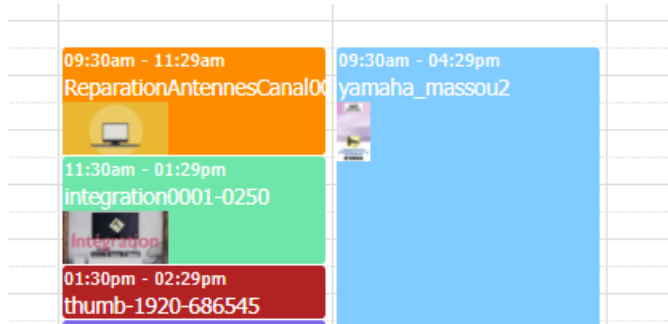 09:30am - 11:29am
ReparationAntennesCanal00
11:30am - 01:29pm
integration0001-0250
Intégration
01:30pm - 02:29pm
thumb-1920-686545
09:30am - 04:29pm
yamaha_massou2